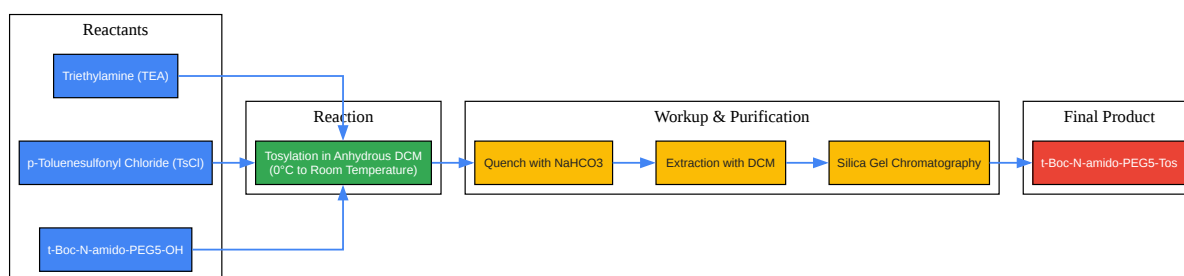 Reactants
Triethylamine (TEA)
p-Toluenesulfonyl Chloride (TsCl)
t-Boc-N-amido-PEG5-OH
Reaction
Tosylation in Anhydrous DCM
(0°C to Room Temperature)
Workup & Purification
Quench with NaHCO3
Extraction with DCM
Silica Gel Chromatography
Final Product
t-Boc-N-amido-PEG5-Tos